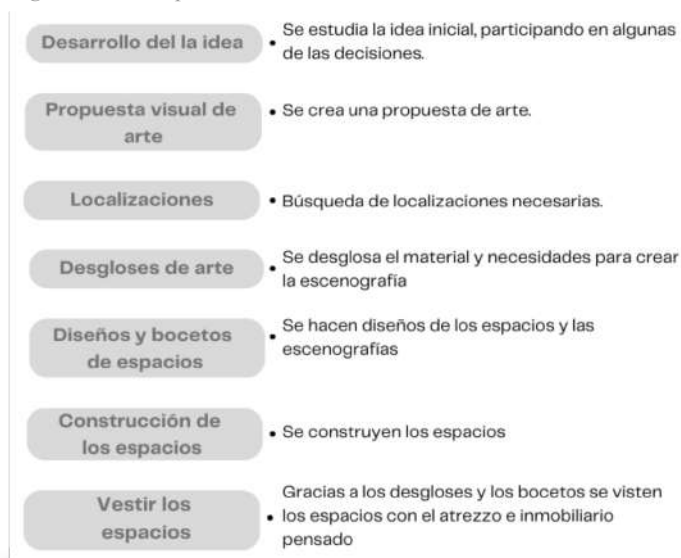 Desarrollo del la idea
• Se estudia la idea inicial, participando en algunas
de las decisiones.
Propuesta visual de
arte
• Se crea una propuesta de arte.
Localizaciones
• Búsqueda de localizaciones necesarias.
Desgloses de arte
• Se desglosa el material y necesidades para crear
la escenografía
Diseños y bocetos
de espacios
• Se hacen diseños de los espacios y las
escenografías
Construcción de
los espacios
• Se construyen los espacios
Vestir los
espacios
Gracias a los desgloses y los bocetos se visten
• los espacios con el atrezzo e inmobiliario
pensado